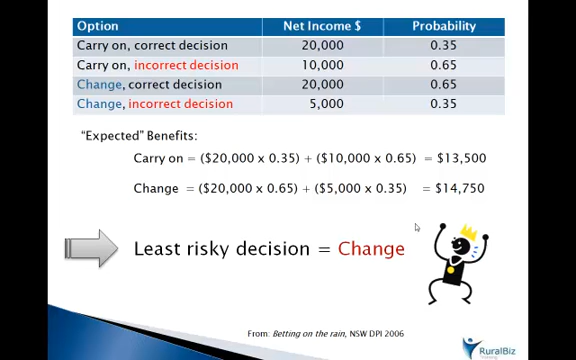 Option Net Income $ Probability
Carry on, correct decision 20,000 0.35
Carry on, incorrect decision 10,000 0.65
Change, correct decision 20,000 0.65
Change, incorrect decision 5,000 0.35
"Expected" Benefits:
Carry on = ($20,000 x 0.35) + ($10,000 x 0.65) = $13,500
Change = ($20,000 x 0.65) + ($5,000 x 0.35) = $14,750
Least risky decision = Change
From: Betting on the rain, NSW DPI 2006
RuralBiz
Training